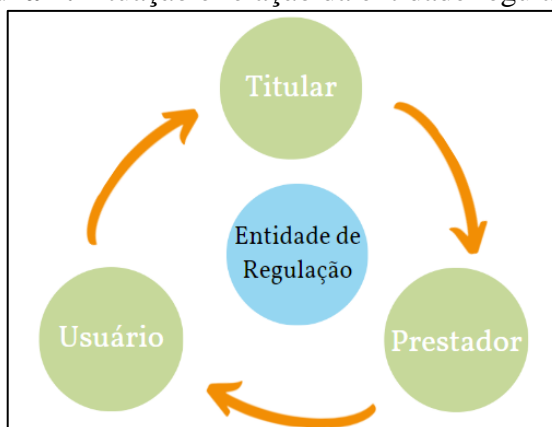 Titular
Entidade de
Regulação
Usuário
Prestador